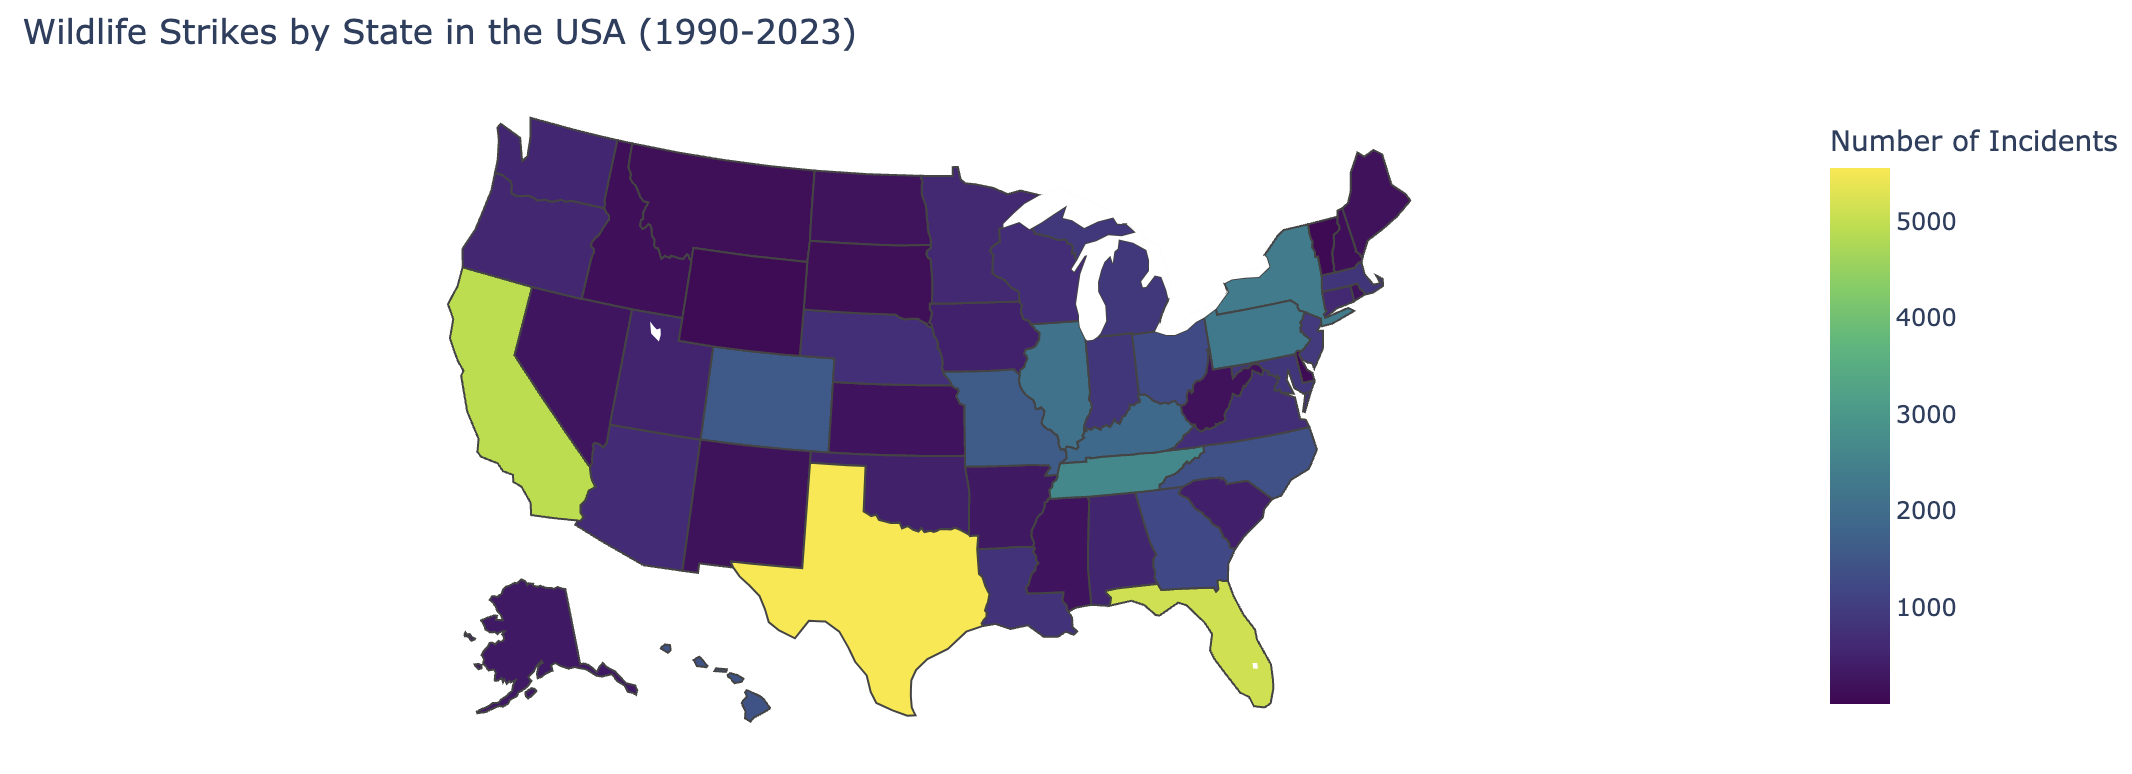 Wildlife Strikes by State in the USA (1990-2023)
Number of Incidents
5000
4000
3000
2000
1000